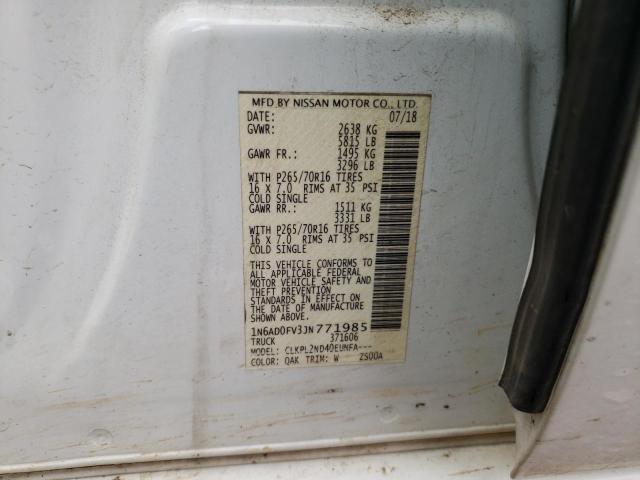 MFD BY NISSAN MOTOR CO., LTD.
DATE: 07/18
GVWR: 2638 KG
5815 LB
GAWR FR.: 1495 KG
3296 LB
WITH P265/70R16 TIRES
16 X 7.0 RIMS AT 35 PSI
COLD SINGLE
GAWR RR.: 1511 KG
3331 LB
WITH P265/70R16 TIRES
16 X 7.0 RIMS AT 35 PSI
COLD SINGLE
THIS VEHICLE CONFORMS TO
ALL APPLICABLE FEDERAL
MOTOR VEHICLE SAFETY AND
THEFT PREVENTION
STANDARDS IN EFFECT ON
THE DATE OF MANUFACTURE
SHOWN ABOVE
1N6AD0FV3JN771985
TRUCK 371606
MODEL: CLKPL2ND40EUNFA---
COLOR: QAK TRIM: W ZS00A